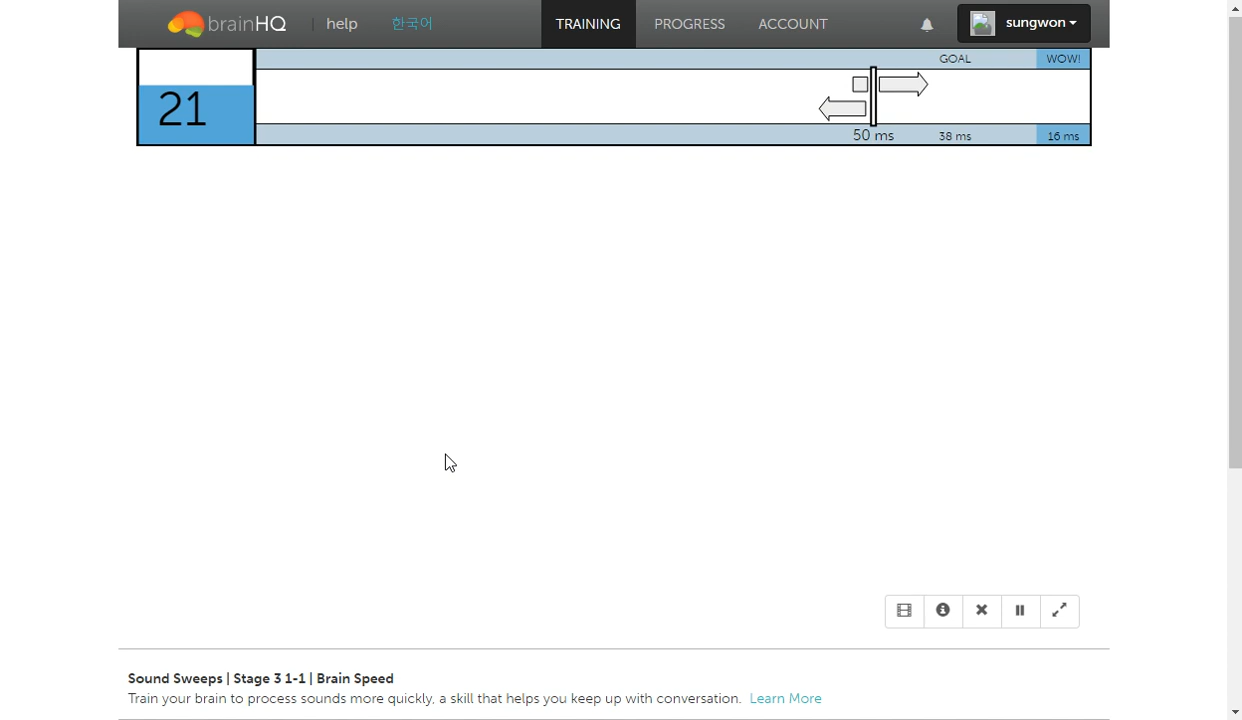 brainHQ | help 한국어 TRAINING PROGRESS ACCOUNT sungwon
GOAL WOW!
21
50 ms 38 ms 16 ms
Sound Sweeps | Stage 3 1-1 | Brain Speed
Train your brain to process sounds more quickly, a skill that helps you keep up with conversation. Learn More